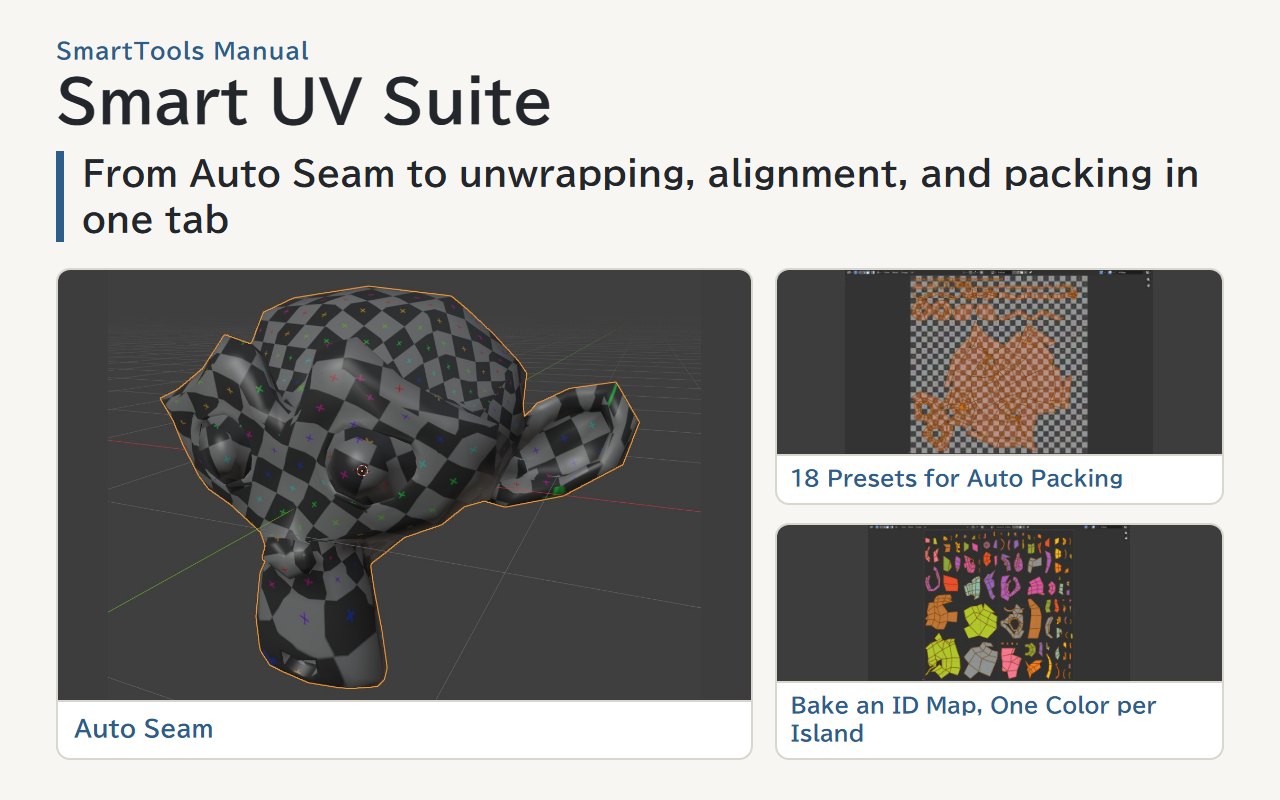 SmartTools Manual
Smart UV Suite
From Auto Seam to unwrapping, alignment, and packing in
one tab
Auto Seam
18 Presets for Auto Packing
Bake an ID Map, One Color per
Island